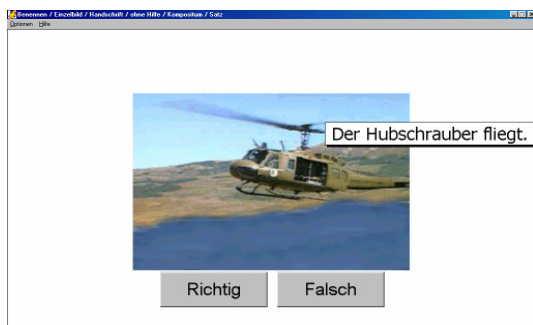 Benennen / Einzelbild / Handschrift / ohne Hilfe / Kompositum / Satz
Optionen Hilfe
Der Hubschrauber fliegt.
Richtig Falsch